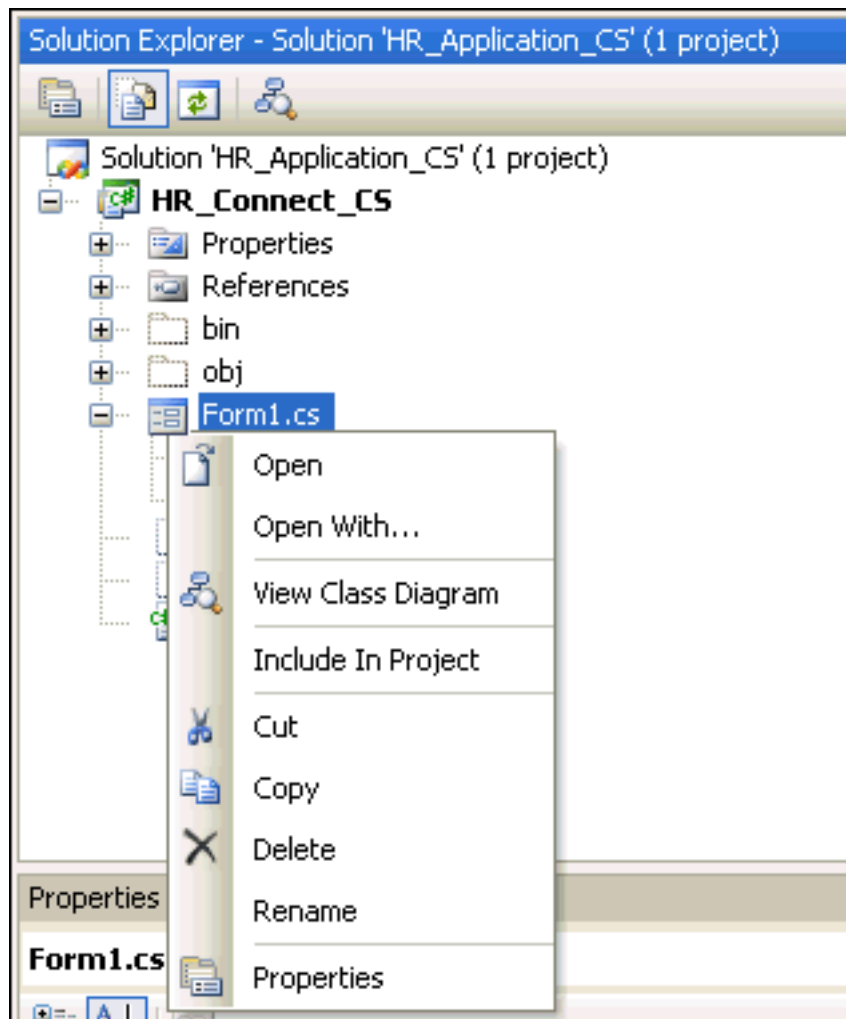 Solution Explorer - Solution 'HR_Application_CS' (1 project)
Solution 'HR_Application_CS' (1 project)
HR_Connect_CS
Properties
References
bin
obj
Form1.cs
Open
Open With...
View Class Diagram
Include In Project
Cut
Copy
Delete
Rename
Properties
Properties
Form1.cs